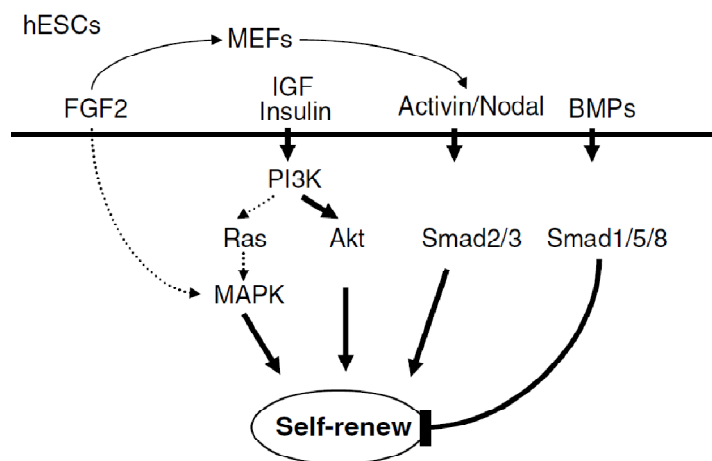 hESCs
MEFs
FGF2
IGF
Insulin
Activin/Nodal
BMPs
PI3K
Ras
Akt
Smad2/3
Smad1/5/8
MAPK
Self-renew